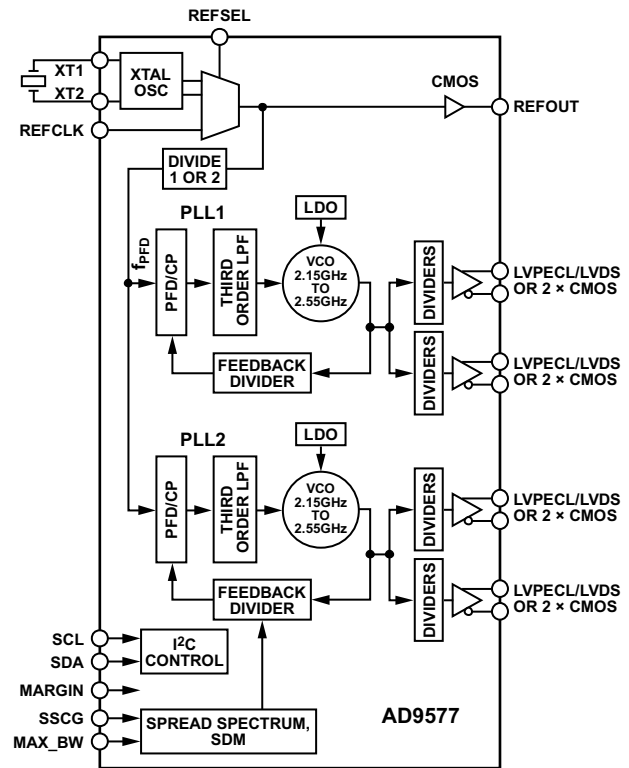 REFSEL
XT1
XT2
XTAL
OSC
REFCLK
CMOS
REFOUT
DIVIDE
1 OR 2
PLL1
LDO
fPFD
PFD/CP
THIRD
ORDER LPF
VCO
2.15GHz
TO
2.55GHz
DIVIDERS
LVPECL/LVDS
OR 2 × CMOS
FEEDBACK
DIVIDER
DIVIDERS
LVPECL/LVDS
OR 2 × CMOS
PLL2
LDO
PFD/CP
THIRD
ORDER LPF
VCO
2.15GHz
TO
2.55GHz
DIVIDERS
LVPECL/LVDS
OR 2 × CMOS
FEEDBACK
DIVIDER
DIVIDERS
LVPECL/LVDS
OR 2 × CMOS
SCL
SDA
I²C
CONTROL
MARGIN
SSCG
MAX_BW
SPREAD SPECTRUM,
SDM
AD9577